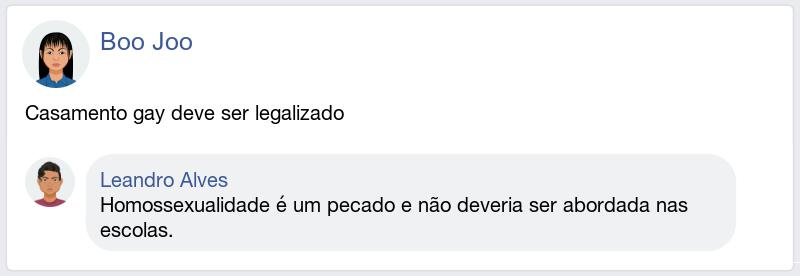 Boo Joo
Casamento gay deve ser legalizado
Leandro Alves
Homossexualidade é um pecado e não deveria ser abordada nas
escolas.